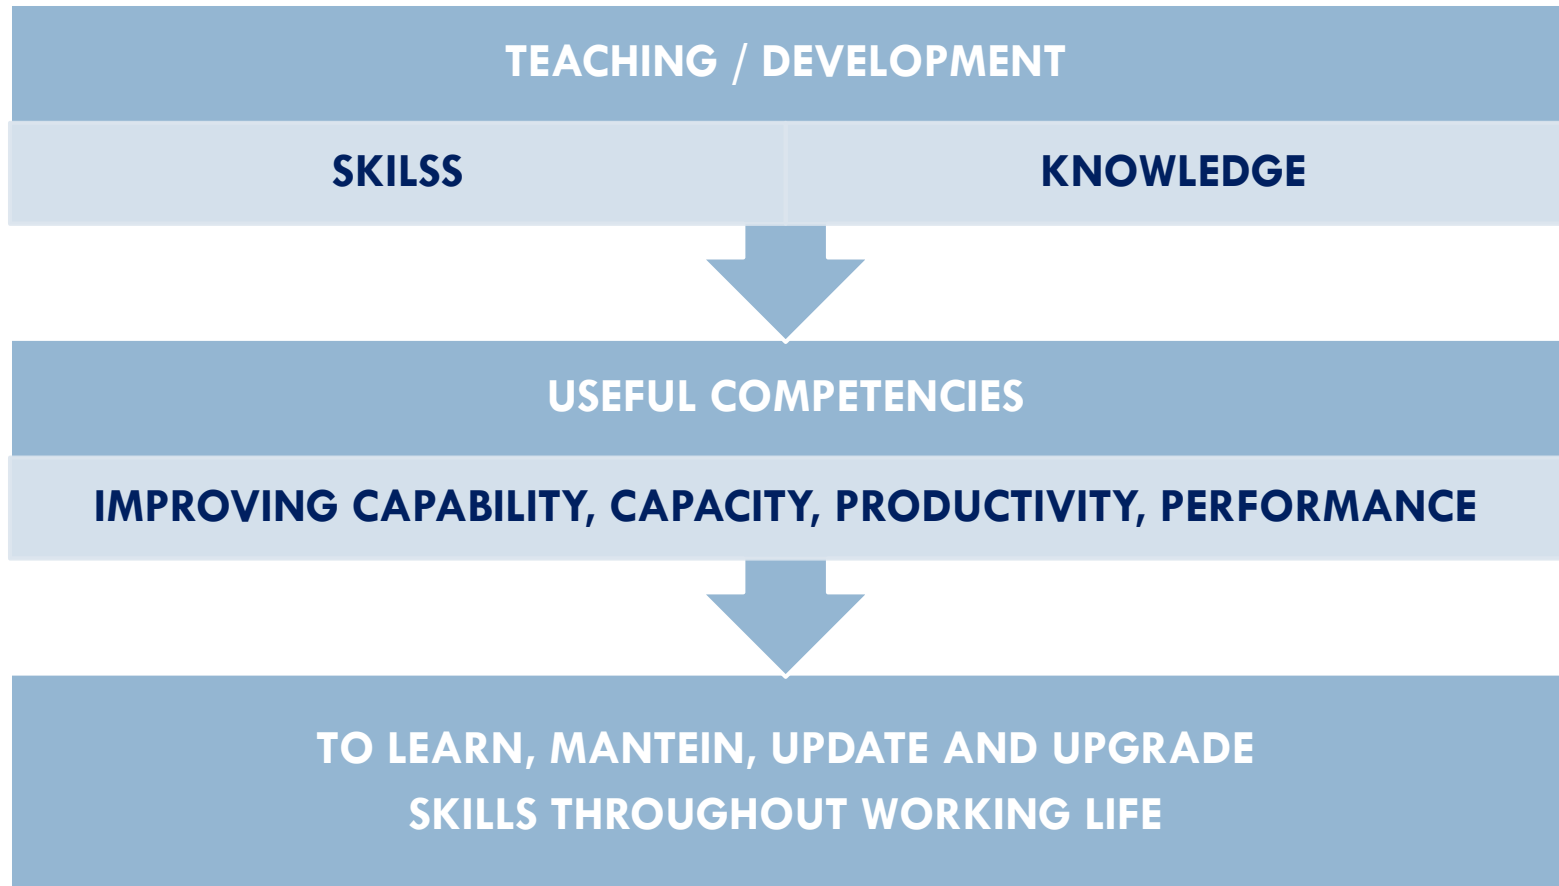 TEACHING / DEVELOPMENT
SKILSS
KNOWLEDGE
USEFUL COMPETENCIES
IMPROVING CAPABILITY, CAPACITY, PRODUCTIVITY, PERFORMANCE
TO LEARN, MANTEIN, UPDATE AND UPGRADE
SKILLS THROUGHOUT WORKING LIFE